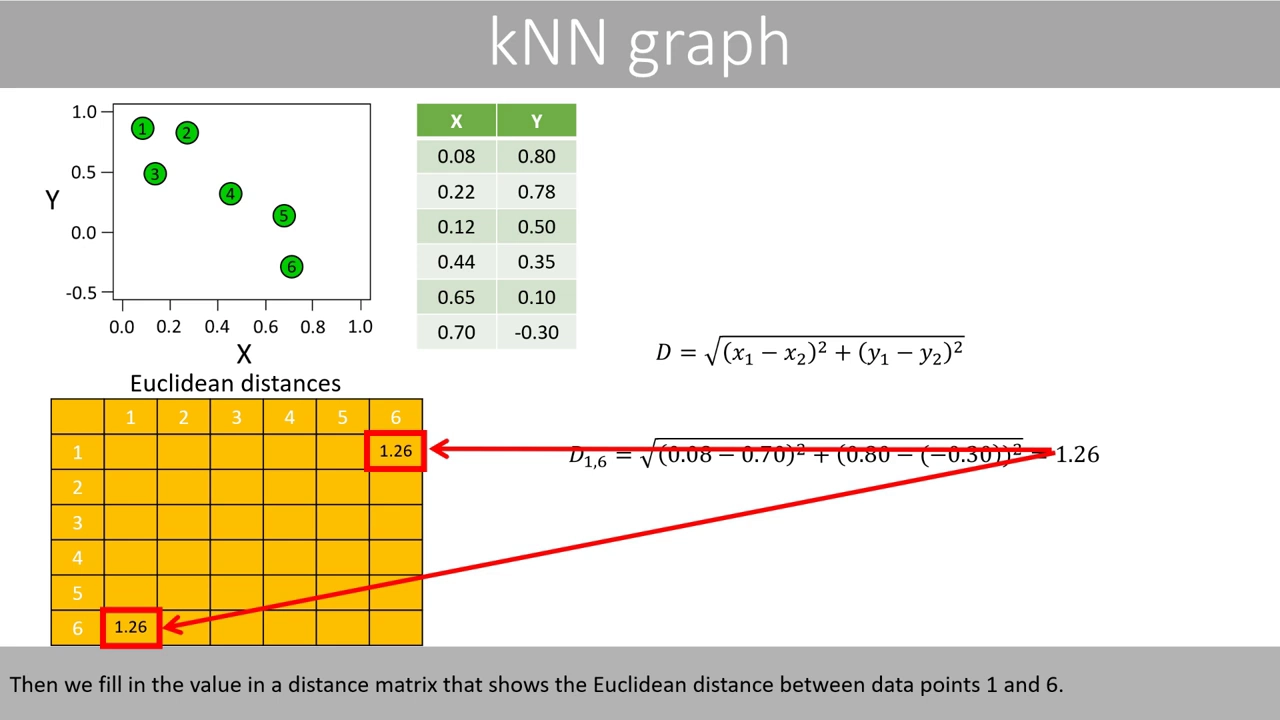 kNN graph
1.0
0.5
0.0
-0.5
Y
1
2
3
4
5
6
0.0 0.2 0.4 0.6 0.8 1.0
X
X Y
0.08 0.80
0.22 0.78
0.12 0.50
0.44 0.35
0.65 0.10
0.70 -0.30
D = √(x₁ − x₂)² + (y₁ − y₂)²
Euclidean distances
1 2 3 4 5 6
1 1.26
2
3
4
5
6 1.26
D₁,₆ = √(0.08 − 0.70)² + (0.80 − (−0.30))² = 1.26
Then we fill in the value in a distance matrix that shows the Euclidean distance between data points 1 and 6.